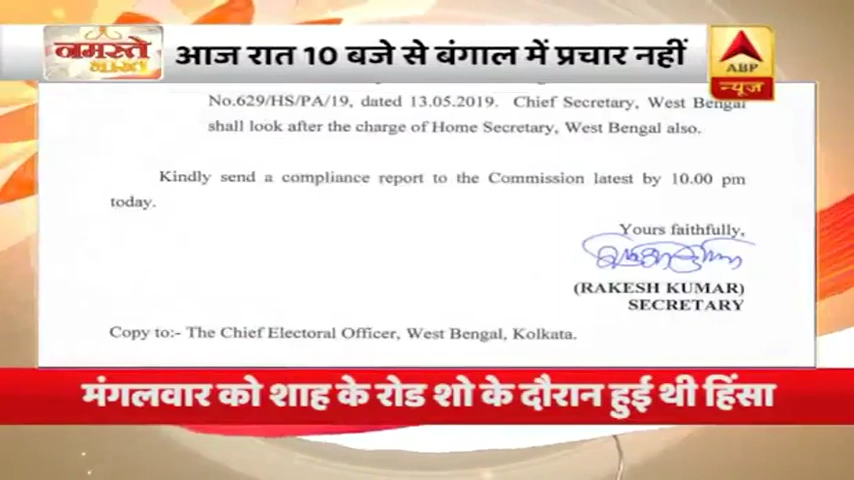 नमस्ते
भारत
आज रात 10 बजे से बंगाल में प्रचार नहीं
ABP
न्यूज़
No.629/HS/PA/19, dated 13.05.2019. Chief Secretary, West Bengal
shall look after the charge of Home Secretary, West Bengal also.
Kindly send a compliance report to the Commission latest by 10.00 pm
today.
Yours faithfully,
(RAKESH KUMAR)
SECRETARY
Copy to:- The Chief Electoral Officer, West Bengal, Kolkata.
मंगलवार को शाह के रोड शो के दौरान हुई थी हिंसा